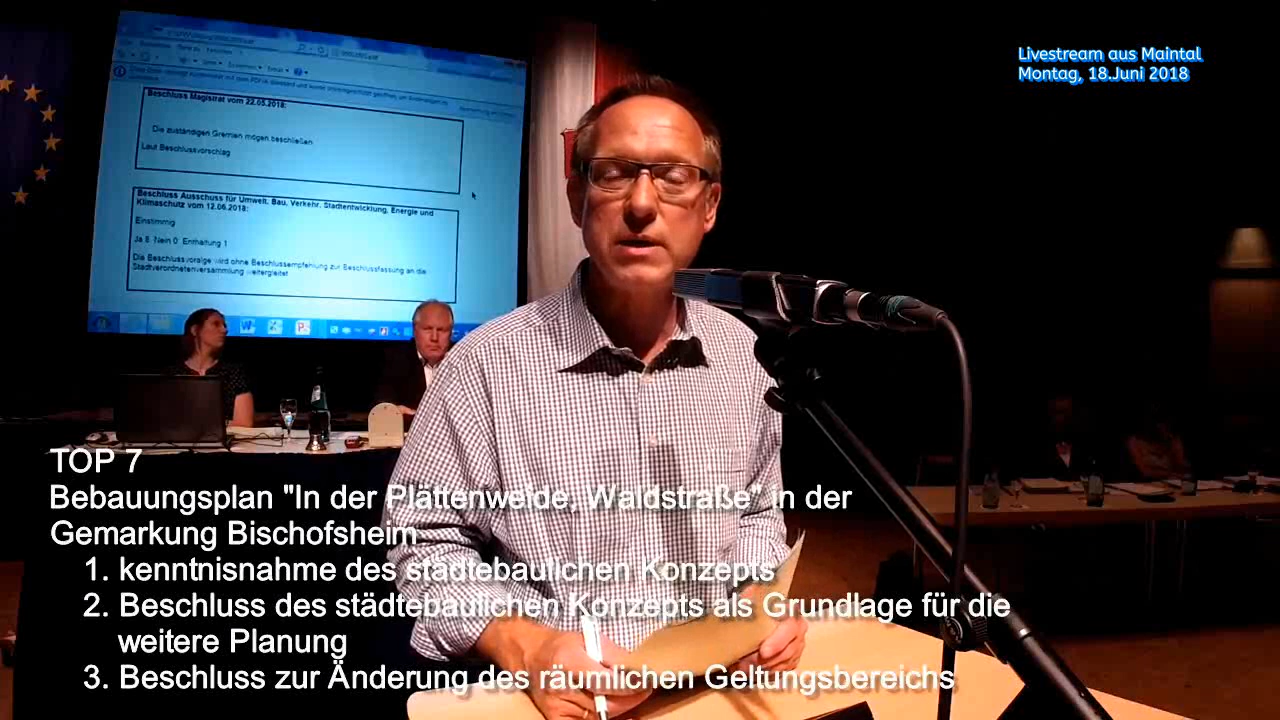 Livestream aus Maintal
Montag, 18.Juni 2018
Beschluss Magistrat vom 22.05.2018:
Die zuständigen Gremien mögen beschließen
Laut Beschlussvorschlag
Beschluss Ausschuss für Umwelt, Bau, Verkehr, Stadtentwicklung, Energie und
Klimaschutz vom 12.06.2018:
Einstimmig
Ja 8 Nein 0 Enthaltung 1
Die Beschlussvoralge wird ohne Beschlussempfehlung zur Beschlussfassung an die
Stadtverordnetenversammlung weitergleitet
TOP 7
Bebauungsplan "In der Plattenweide, Waldstraße" in der
Gemarkung Bischofsheim
1. kenntnisnahme des städtebaulichen Konzepts
2. Beschluss des städtebaulichen Konzepts als Grundlage für die
weitere Planung
3. Beschluss zur Änderung des räumlichen Geltungsbereichs